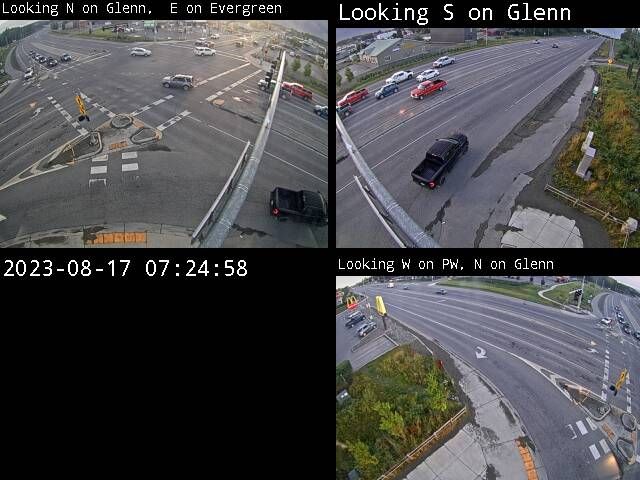 Looking N on Glenn,  E on Evergreen
Looking S on Glenn
2023-08-17 07:24:58
Looking W on PW, N on Glenn